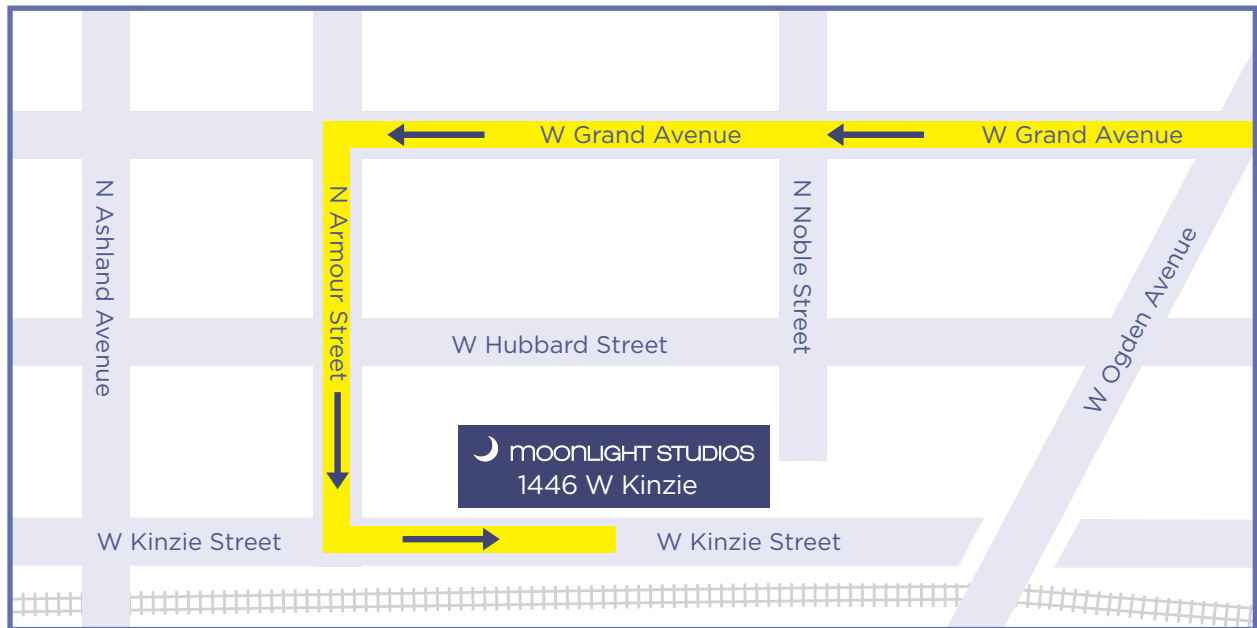 W Grand Avenue
W Grand Avenue
N Ashland Avenue
N Armour Street
N Noble Street
W Ogden Avenue
W Hubbard Street
MOONLIGHT STUDIOS
1446 W Kinzie
W Kinzie Street
W Kinzie Street